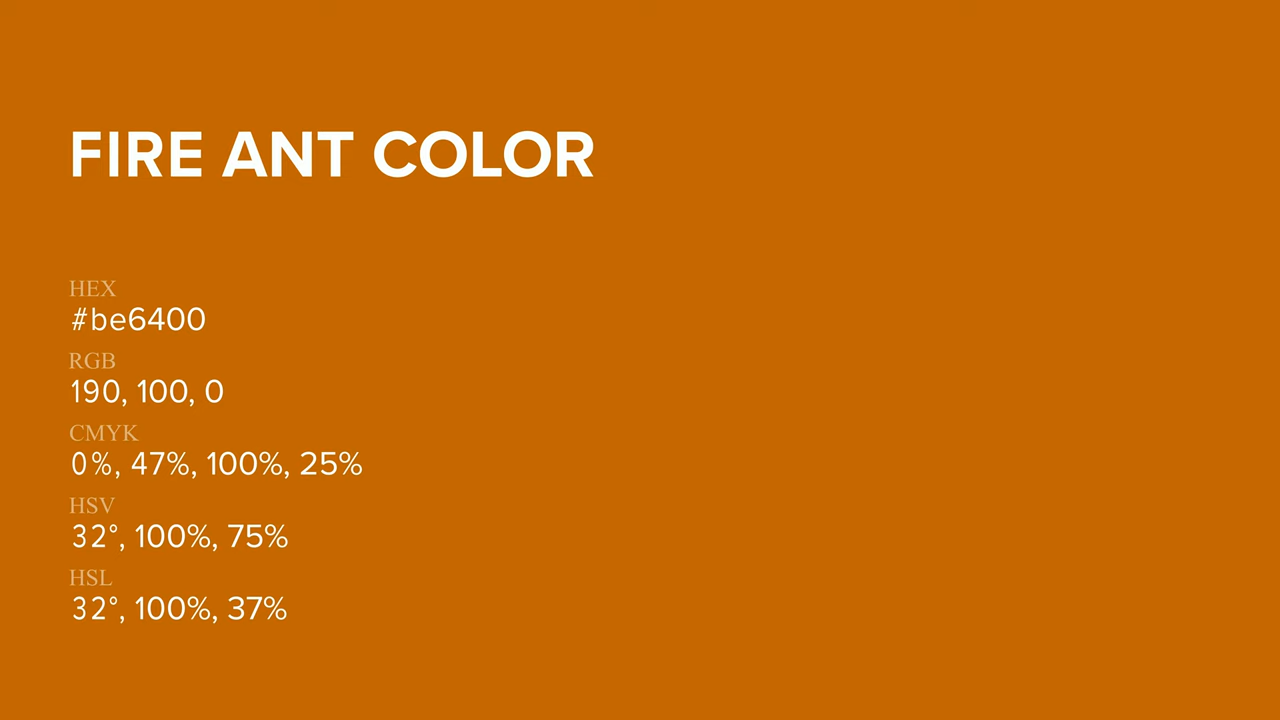 FIRE ANT COLOR
HEX
#be6400
RGB
190, 100, 0
CMYK
0%, 47%, 100%, 25%
HSV
32°, 100%, 75%
HSL
32°, 100%, 37%